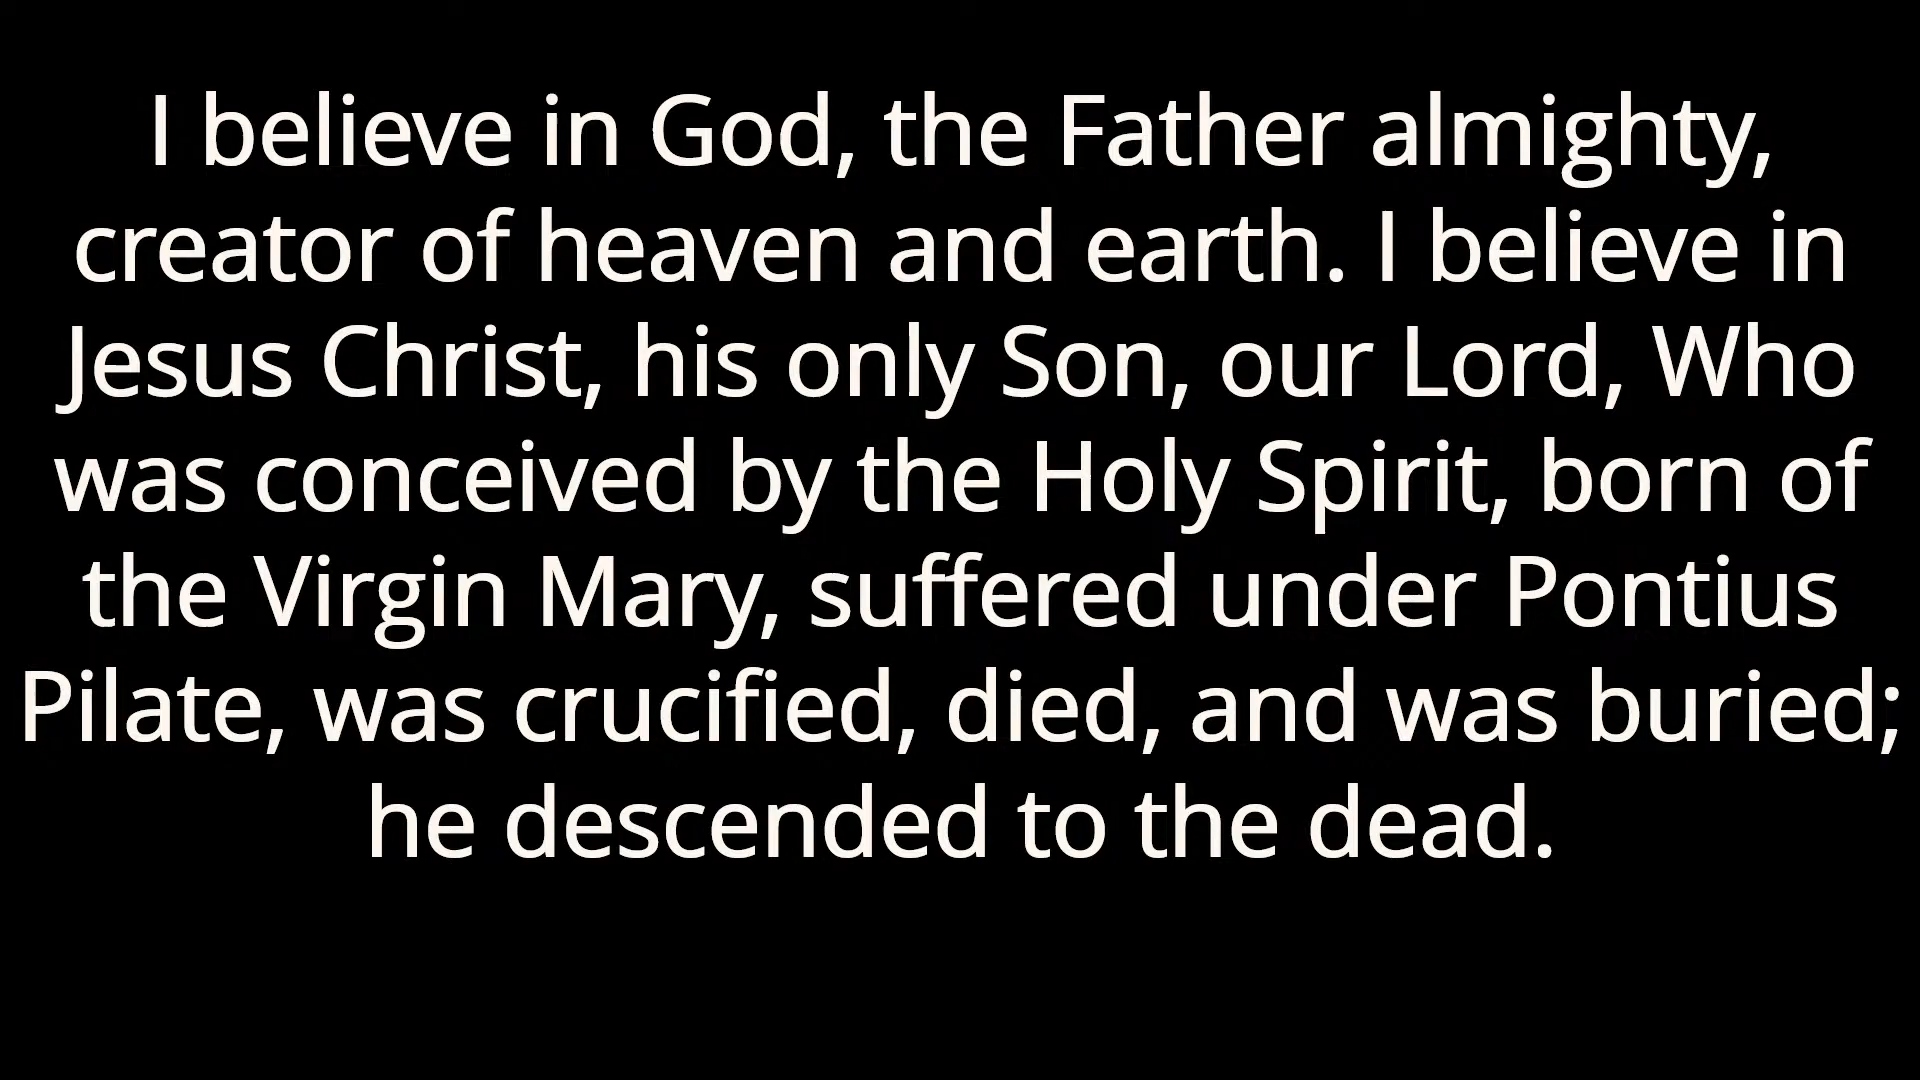 I believe in God, the Father almighty,
creator of heaven and earth. I believe in
Jesus Christ, his only Son, our Lord, Who
was conceived by the Holy Spirit, born of
the Virgin Mary, suffered under Pontius
Pilate, was crucified, died, and was buried;
he descended to the dead.